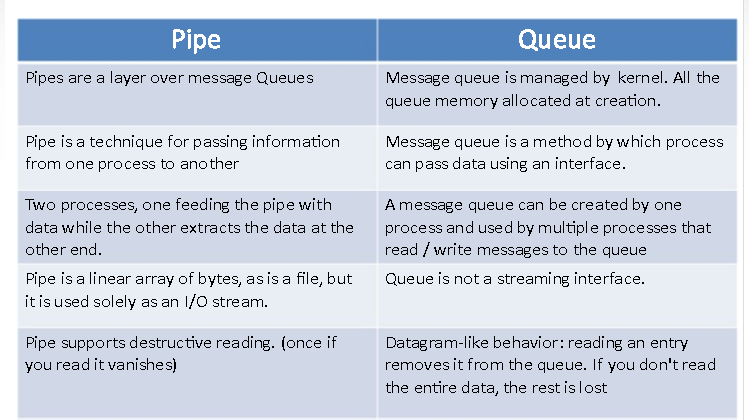 Pipe
Queue
Pipes are a layer over message Queues
Message queue is managed by kernel. All the
queue memory allocated at creation.
Pipe is a technique for passing information
from one process to another
Message queue is a method by which process
can pass data using an interface.
Two processes, one feeding the pipe with
data while the other extracts the data at the
other end.
A message queue can be created by one
process and used by multiple processes that
read / write messages to the queue
Pipe is a linear array of bytes, as is a file, but
it is used solely as an I/O stream.
Queue is not a streaming interface.
Pipe supports destructive reading. (once if
you read it vanishes)
Datagram-like behavior: reading an entry
removes it from the queue. If you don't read
the entire data, the rest is lost